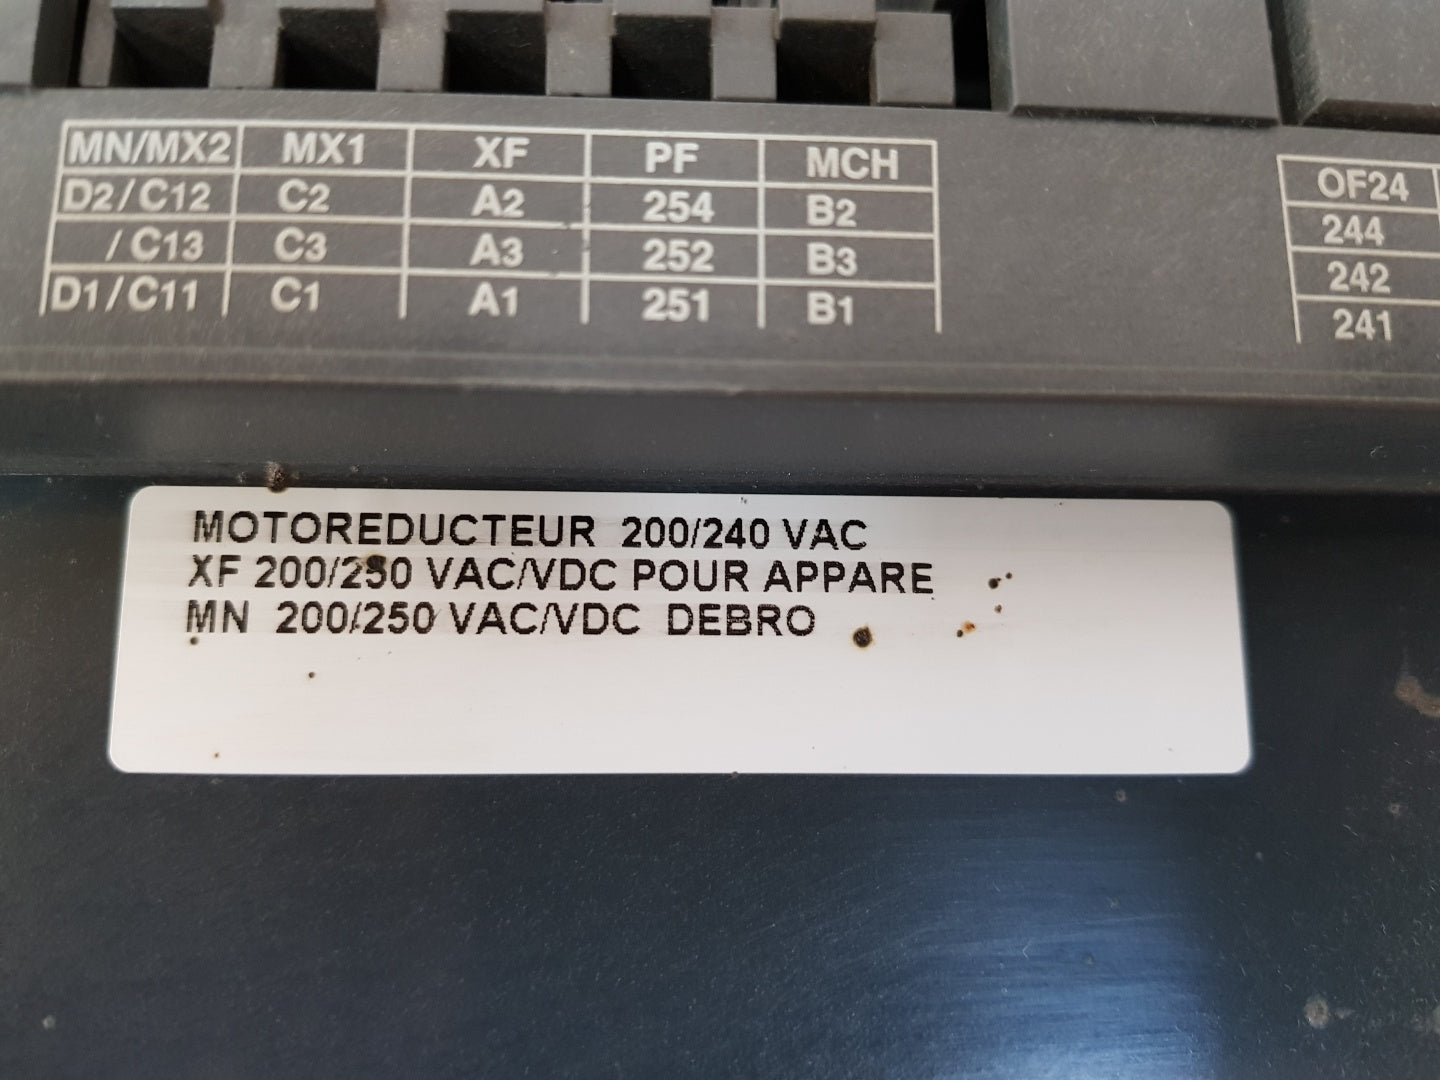 MN/MX2 MX1 XF PF MCH OF24
D2/C12 C2 A2 254 B2 244
/C13 C3 A3 252 B3 242
D1/C11 C1 A1 251 B1 241
MOTOREDUCTEUR 200/240 VAC
XF 200/250 VAC/VDC POUR APPARE
MN 200/250 VAC/VDC DEBRO